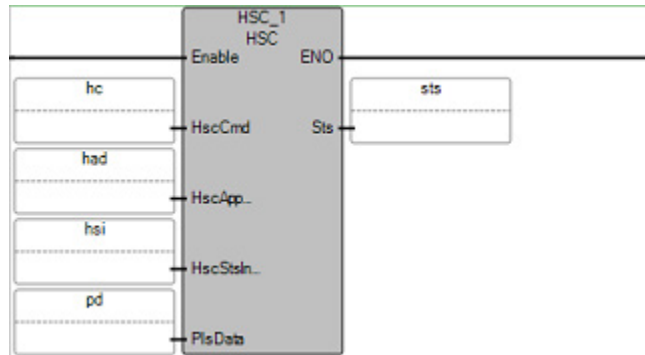 HSC_1
HSC
Enable ENO
hc sts
HscCmd Sts
had
HscApp...
hsi
HscStsIn...
pd
PlsData